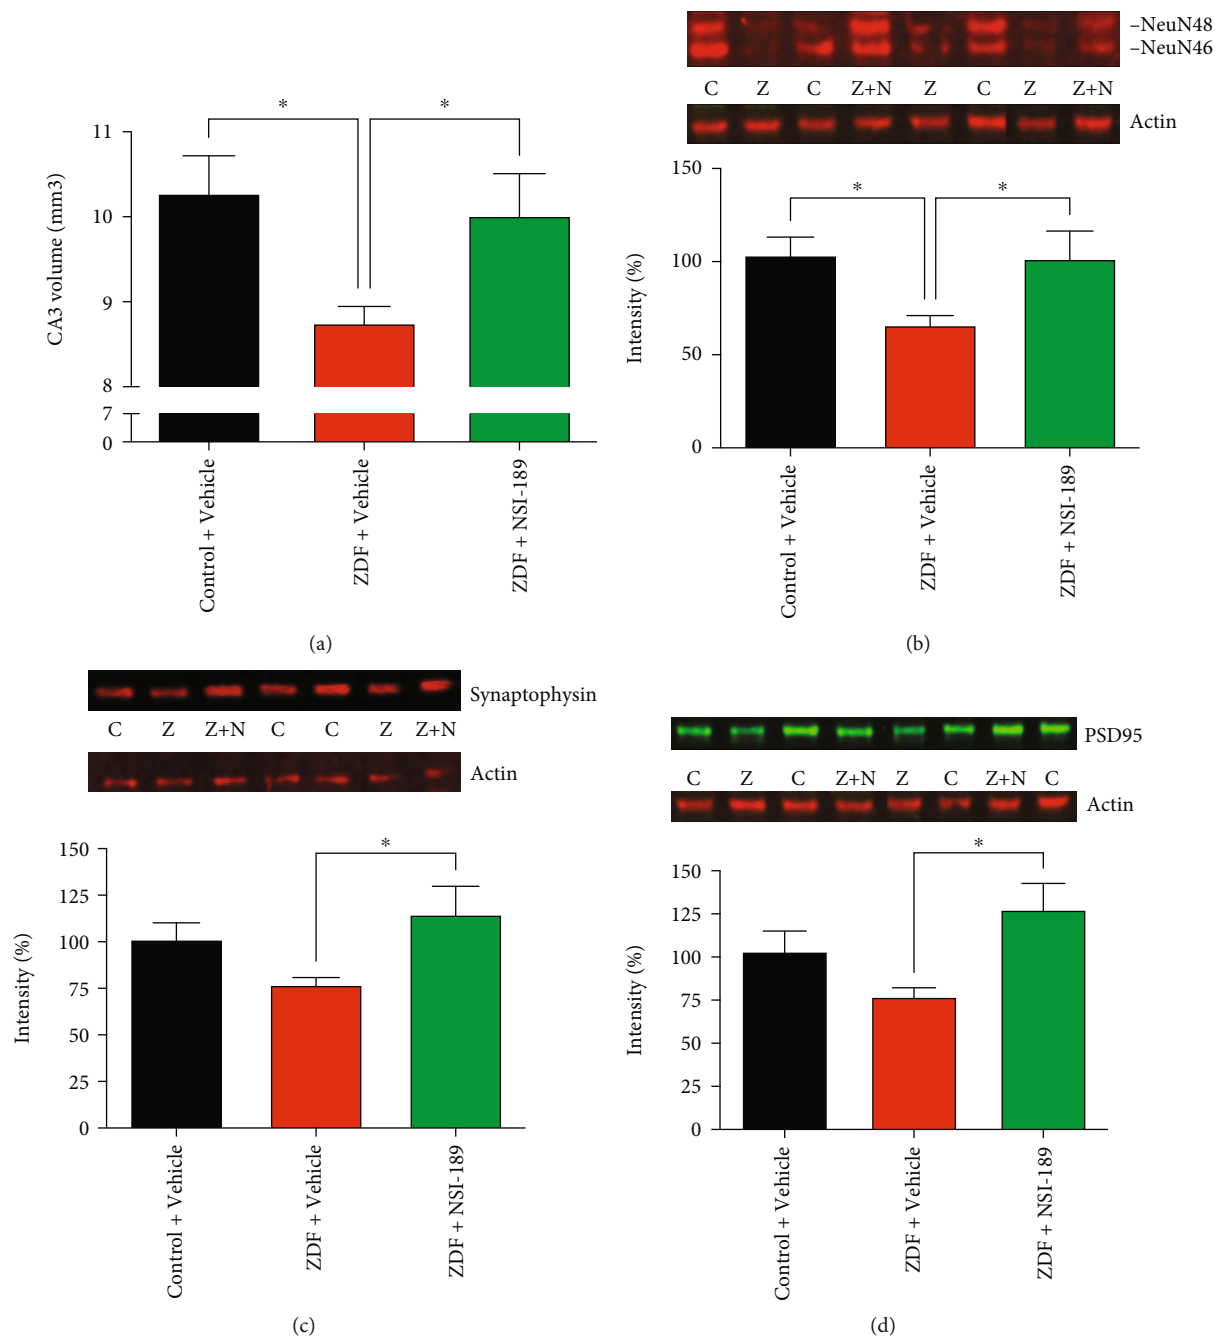 *
*
11
10
9
8
7
0
CA3 volume (mm3)
Control + Vehicle
ZDF + Vehicle
ZDF + NSI-189
(a)
–NeuN48
–NeuN46
C Z C Z+N Z C Z Z+N
Actin
*
*
150
100
50
0
Intensity (%)
Control + Vehicle
ZDF + Vehicle
ZDF + NSI-189
(b)
Synaptophysin
C Z Z+N C C Z Z+N
Actin
*
150
125
100
75
50
25
0
Intensity (%)
Control + Vehicle
ZDF + Vehicle
ZDF + NSI-189
(c)
PSD95
C Z C Z+N Z C Z+N C
Actin
*
150
125
100
75
50
25
0
Intensity (%)
Control + Vehicle
ZDF + Vehicle
ZDF + NSI-189
(d)